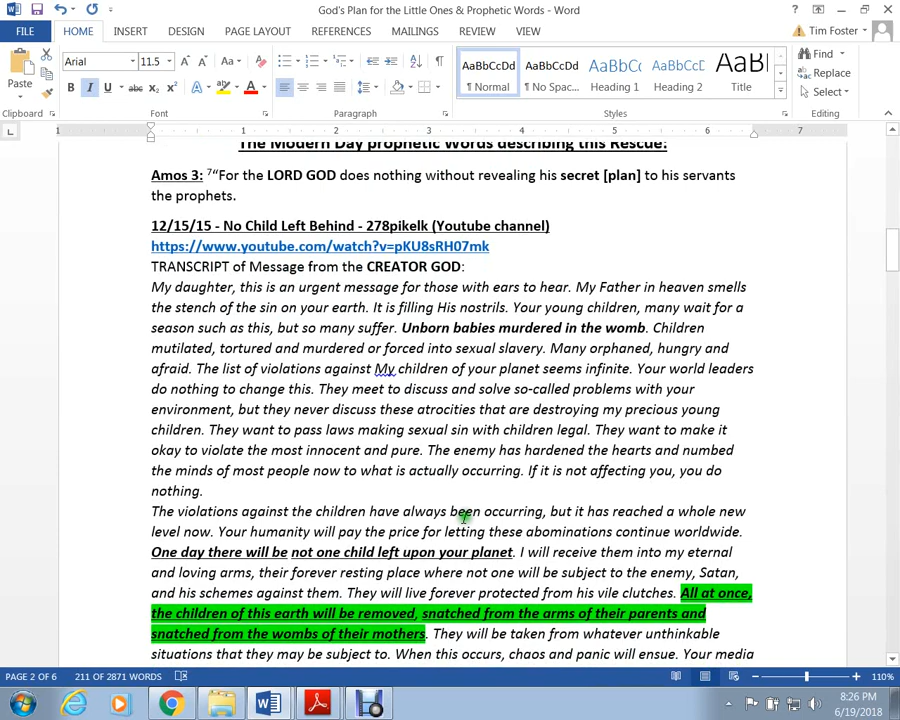 God's Plan for the Little Ones & Prophetic Words - Word
FILE HOME INSERT DESIGN PAGE LAYOUT REFERENCES MAILINGS REVIEW VIEW Tim Foster
Arial 11.5 Aa
Paste
B I U abc x₂ x² A A
Clipboard Font Paragraph Styles Editing
AaBbCcDd AaBbCcDd AaBbCc AaBbCcD AaBl
¶ Normal ¶ No Spac... Heading 1 Heading 2 Title
Find
Replace
Select
1 1 2 3 4 5 6 7
The Modern Day prophetic Words describing this Rescue:
Amos 3: ⁷“For the LORD GOD does nothing without revealing his secret [plan] to his servants
the prophets.
12/15/15 - No Child Left Behind - 278pikelk (Youtube channel)
https://www.youtube.com/watch?v=pKU8sRH07mk
TRANSCRIPT of Message from the CREATOR GOD:
My daughter, this is an urgent message for those with ears to hear. My Father in heaven smells
the stench of the sin on your earth. It is filling His nostrils. Your young children, many wait for a
season such as this, but so many suffer. Unborn babies murdered in the womb. Children
mutilated, tortured and murdered or forced into sexual slavery. Many orphaned, hungry and
afraid. The list of violations against My children of your planet seems infinite. Your world leaders
do nothing to change this. They meet to discuss and solve so-called problems with your
environment, but they never discuss these atrocities that are destroying my precious young
children. They want to pass laws making sexual sin with children legal. They want to make it
okay to violate the most innocent and pure. The enemy has hardened the hearts and numbed
the minds of most people now to what is actually occurring. If it is not affecting you, you do
nothing.
The violations against the children have always been occurring, but it has reached a whole new
level now. Your humanity will pay the price for letting these abominations continue worldwide.
One day there will be not one child left upon your planet. I will receive them into my eternal
and loving arms, their forever resting place where not one will be subject to the enemy, Satan,
and his schemes against them. They will live forever protected from his vile clutches. All at once,
the children of this earth will be removed, snatched from the arms of their parents and
snatched from the wombs of their mothers. They will be taken from whatever unthinkable
situations that they may be subject to. When this occurs, chaos and panic will ensue. Your media
PAGE 2 OF 6 211 OF 2871 WORDS 110%
8:26 PM
6/19/2018